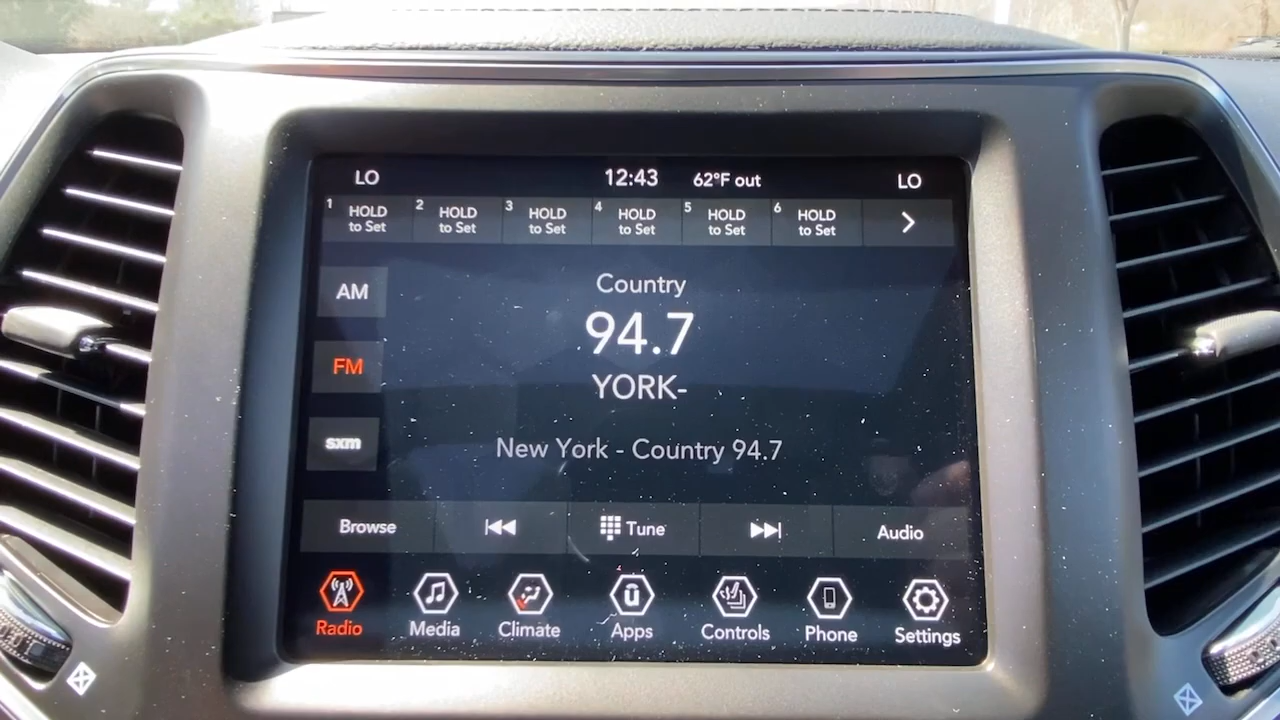 LO 12:43 62°F out LO
1 HOLD to Set
2 HOLD to Set
3 HOLD to Set
4 HOLD to Set
5 HOLD to Set
6 HOLD to Set
AM
FM
sxm
Country
94.7
YORK-
New York - Country 94.7
Browse Tune Audio
Radio Media Climate Apps Controls Phone Settings